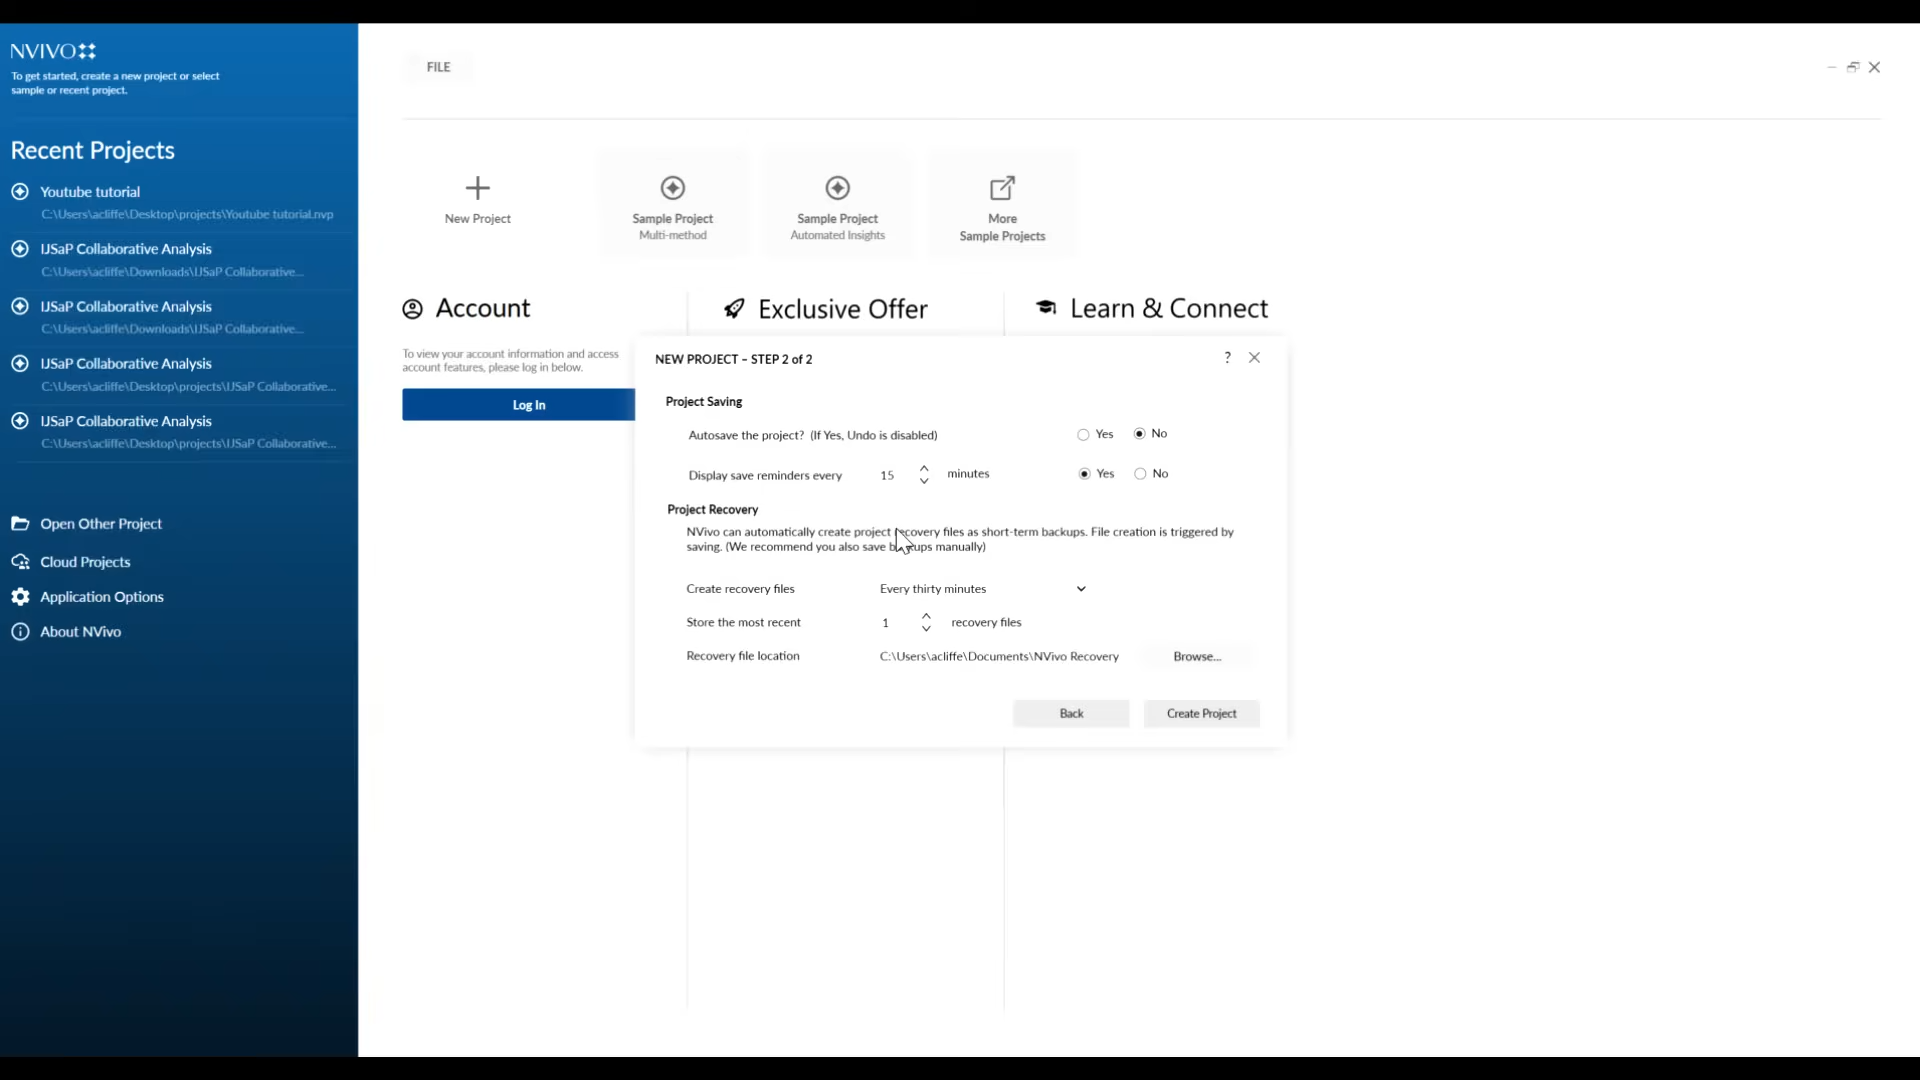 NVIVO
To get started, create a new project or select
sample or recent project.
Recent Projects
Youtube tutorial
C:\Users\acliffe\Desktop\projects\Youtube tutorial.nvp
IJSaP Collaborative Analysis
C:\Users\acliffe\Downloads\IJSaP Collaborative...
IJSaP Collaborative Analysis
C:\Users\acliffe\Downloads\IJSaP Collaborative...
IJSaP Collaborative Analysis
C:\Users\acliffe\Desktop\projects\IJSaP Collaborative...
IJSaP Collaborative Analysis
C:\Users\acliffe\Desktop\projects\IJSaP Collaborative...
Open Other Project
Cloud Projects
Application Options
About NVivo
FILE
New Project
Sample Project
Multi-method
Sample Project
Automated Insights
More
Sample Projects
Account
To view your account information and access
account features, please log in below.
Log In
Exclusive Offer
Learn & Connect
NEW PROJECT – STEP 2 of 2
?
Project Saving
Autosave the project? (If Yes, Undo is disabled) Yes No
Display save reminders every 15 minutes Yes No
Project Recovery
NVivo can automatically create project recovery files as short-term backups. File creation is triggered by
saving. (We recommend you also save backups manually)
Create recovery files Every thirty minutes
Store the most recent 1 recovery files
Recovery file location C:\Users\acliffe\Documents\NVivo Recovery Browse...
Back Create Project